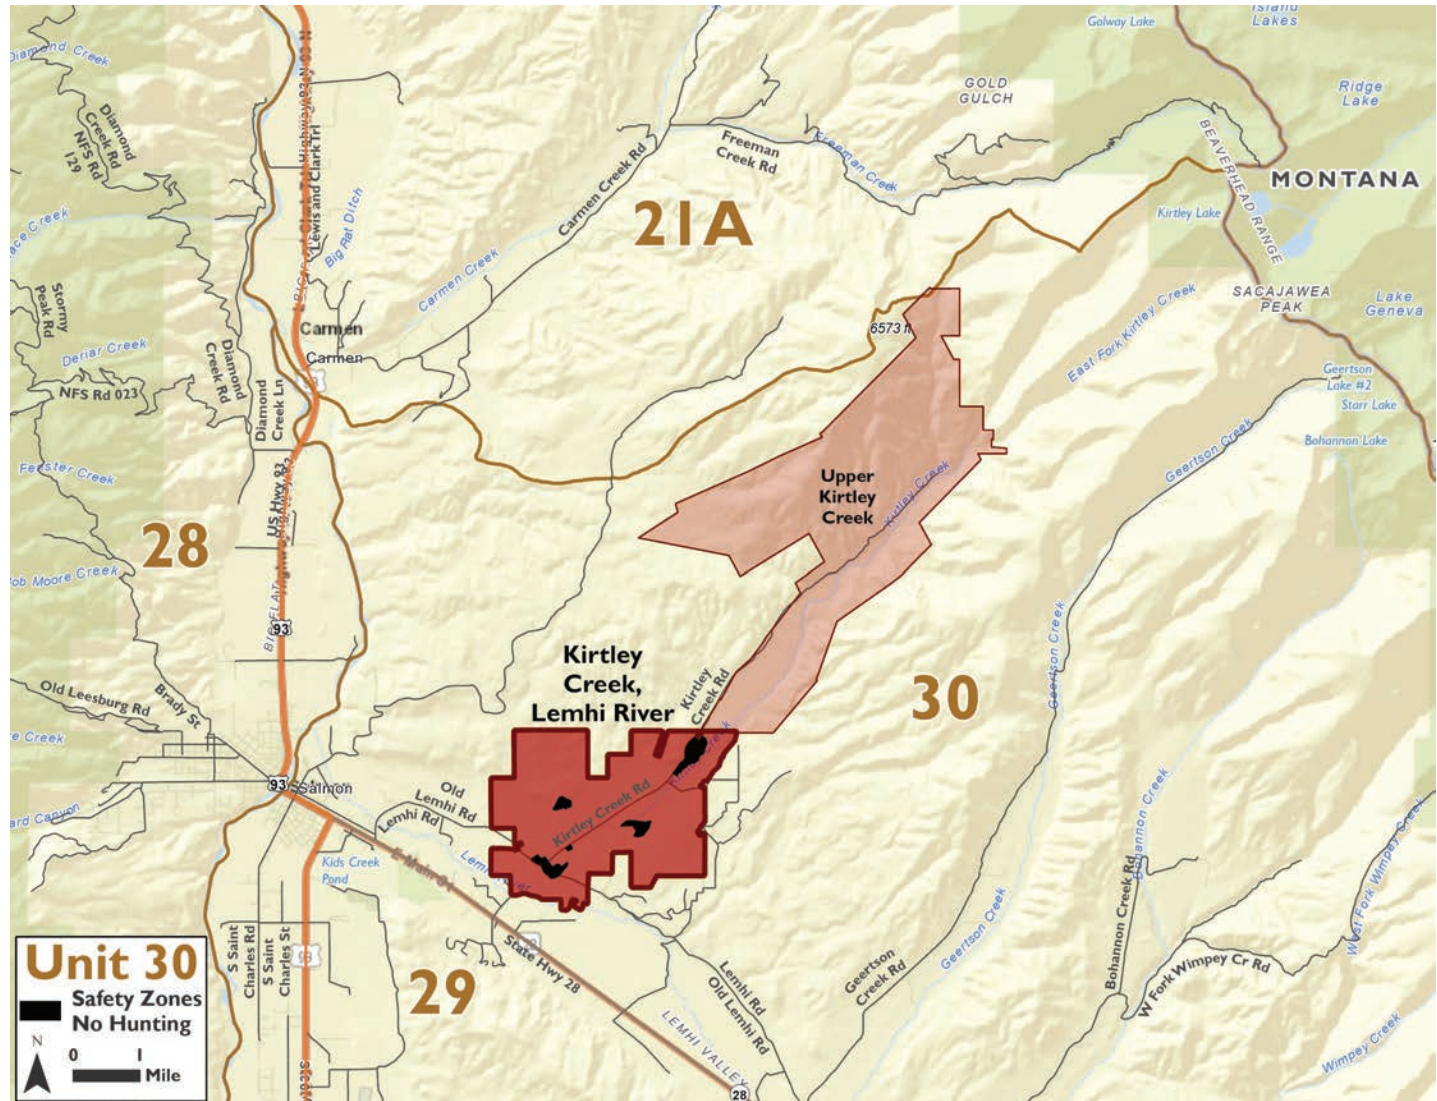 Golway Lake
Island
Lakes
Diamond Creek
GOLD
GULCH
Ridge
Lake
Diamond
Creek Rd
NFS Rd
129
Lewis and Clark Trl
Big Flat Ditch
Freeman
Creek Rd
Freeman Creek
Carmen Creek Rd
BEAVERHEAD RANGE
MONTANA
Kirtley Lake
21A
Carmen Creek
SACAJAWEA
PEAK
Lake
Geneva
Stormy
Peak Rd
Carmen
Carmen
6573 ft
East Fork Kirtley Creek
Deriar Creek
Diamond
Creek Rd
NFS Rd 023
Diamond
Creek Ln
Geertson
Lake #2
Starr Lake
Bohannon Lake
Geertson Creek
Fenster Creek
US Hwy 93
Upper
Kirtley
Creek
Kirtley Creek
28
Bob Moore Creek
93
Geertson Creek
Kirtley
Creek,
Lemhi River
Kirtley
Creek Rd
30
Old Leesburg Rd
Brady St
93
Salmon
Old
Lemhi Rd
Lemhi Rd
Kirtley Creek Rd
Bohannon Creek
E Main St
Kids Creek
Pond
West Fork Wimpey Creek
Bohannon Creek Rd
Geertson Creek
S Saint
Charles Rd
S Saint
Charles St
93
State Hwy 28
29
Geertson
Creek Rd
W Fork Wimpey Cr Rd
Lemhi Rd
Old Lemhi Rd
LEMHI VALLEY
Wimpey Creek
28
Unit 30
Safety Zones
No Hunting
N
0 1
Mile